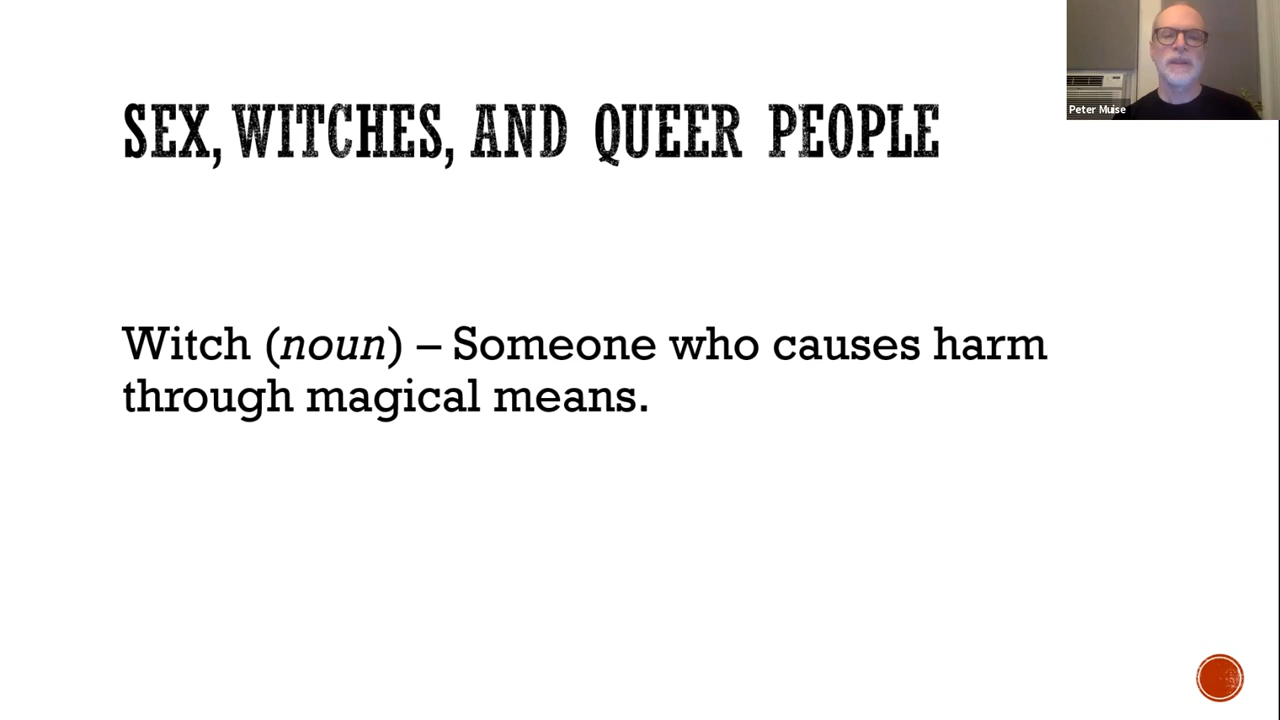 SEX, WITCHES, AND QUEER PEOPLE
Witch (noun) – Someone who causes harm
through magical means.
Peter Muise